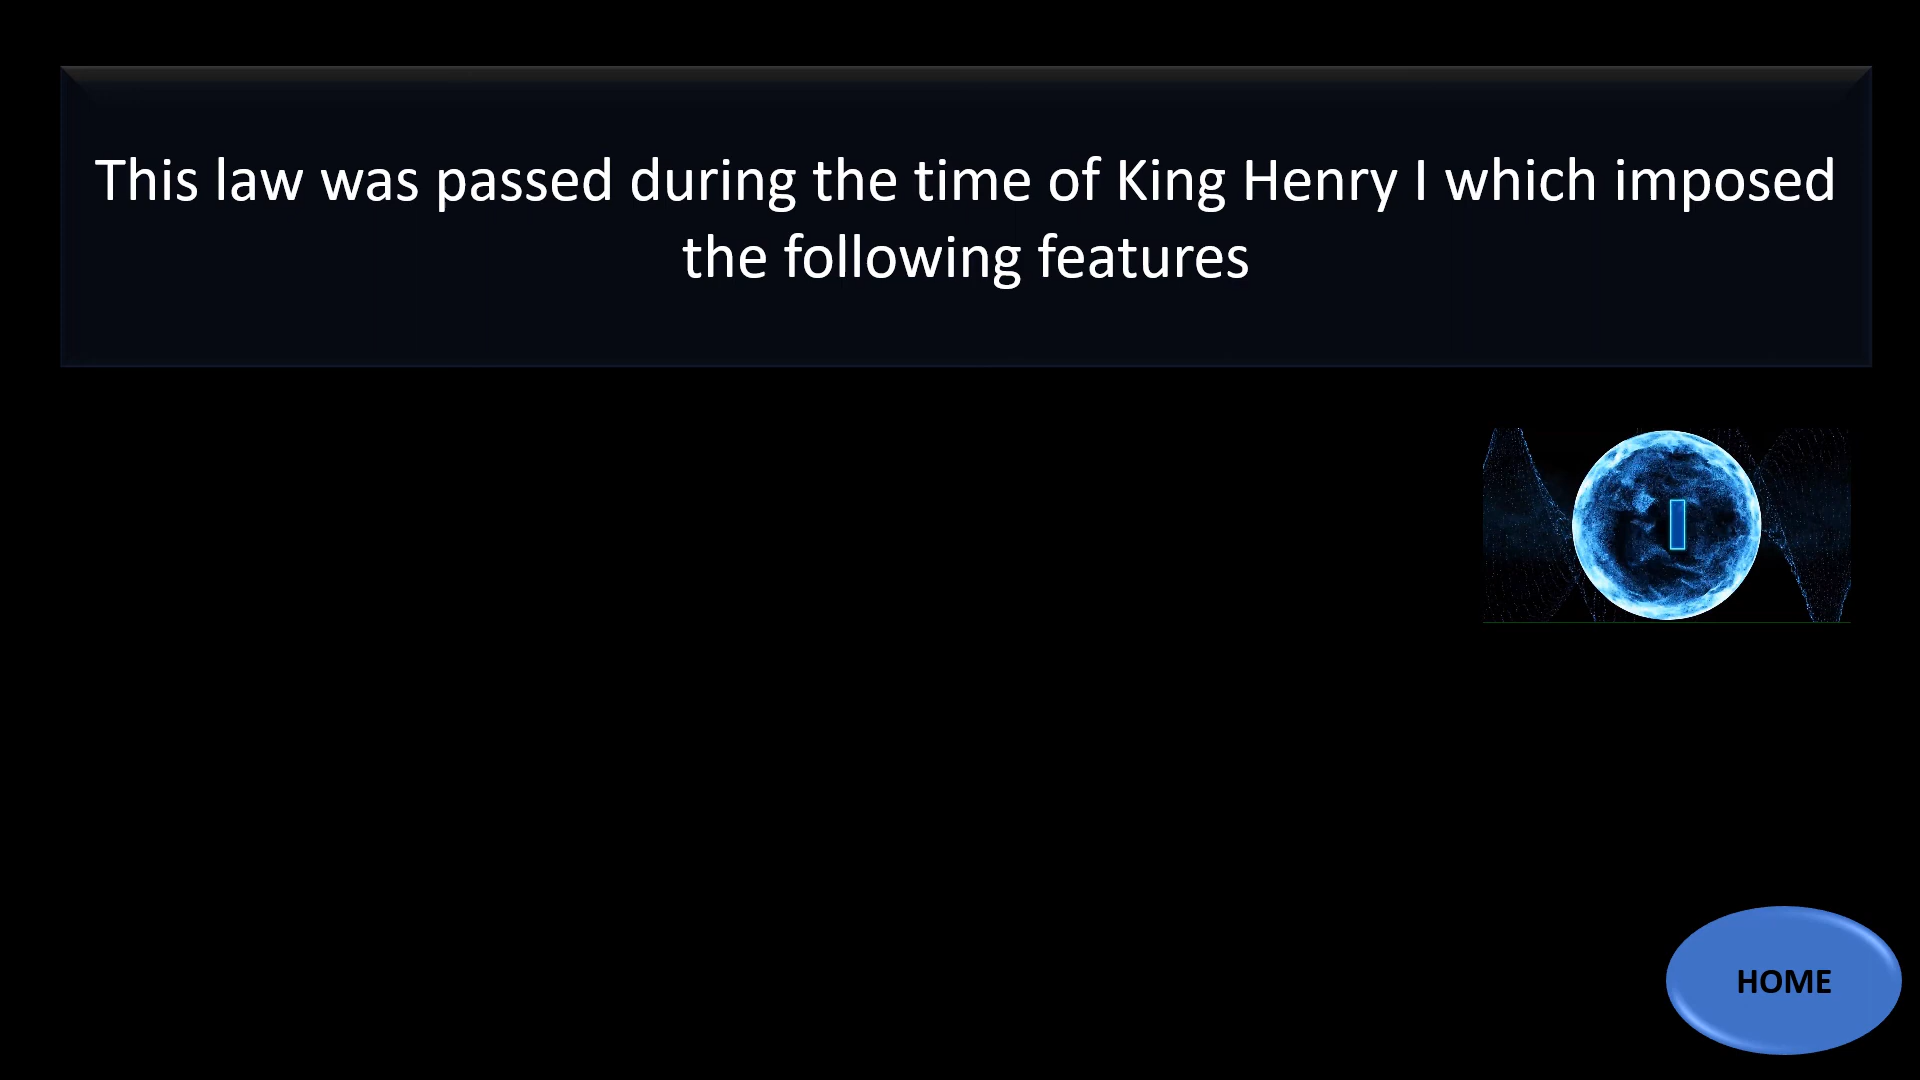 This law was passed during the time of King Henry I which imposed
the following features
HOME